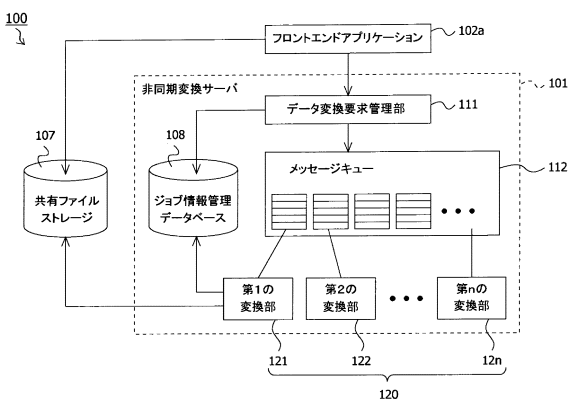 100
フロントエンドアプリケーション
102a
非同期変換サーバ
101
データ変換要求管理部
111
107
108
共有ファイル
ストレージ
ジョブ情報管理
データベース
メッセージキュー
112
第1の
変換部
第2の
変換部
第nの
変換部
121
122
12n
120